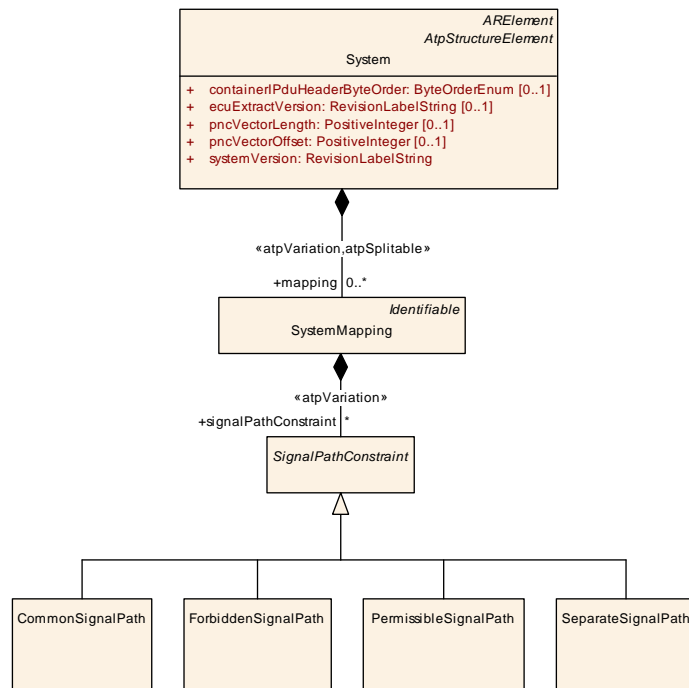 ARElement
AtpStructureElement
System
+ containerIPduHeaderByteOrder: ByteOrderEnum [0..1]
+ ecuExtractVersion: RevisionLabelString [0..1]
+ pncVectorLength: PositiveInteger [0..1]
+ pncVectorOffset: PositiveInteger [0..1]
+ systemVersion: RevisionLabelString
«atpVariation,atpSplitable»
+mapping 0..*
Identifiable
SystemMapping
«atpVariation»
+signalPathConstraint *
SignalPathConstraint
CommonSignalPath ForbiddenSignalPath PermissibleSignalPath SeparateSignalPath